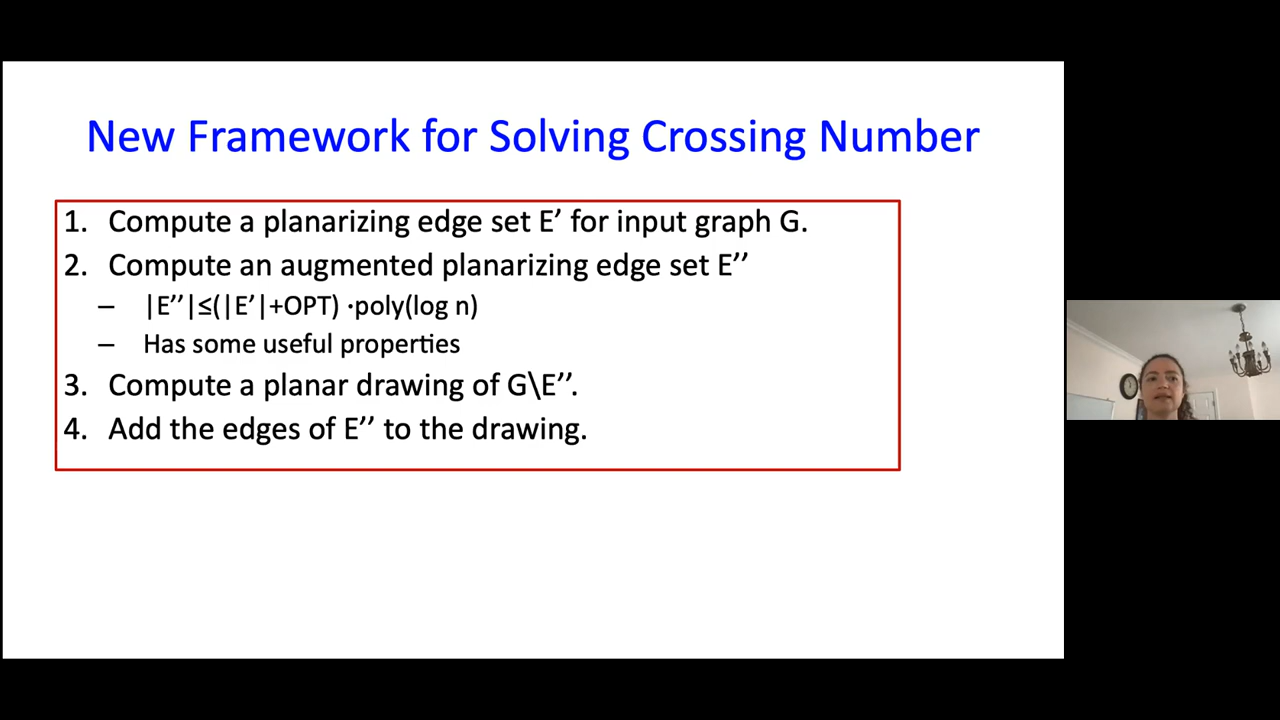 New Framework for Solving Crossing Number
1. Compute a planarizing edge set E’ for input graph G.
2. Compute an augmented planarizing edge set E’’
– |E’’|≤(|E’|+OPT) ·poly(log n)
– Has some useful properties
3. Compute a planar drawing of G\E’’.
4. Add the edges of E’’ to the drawing.